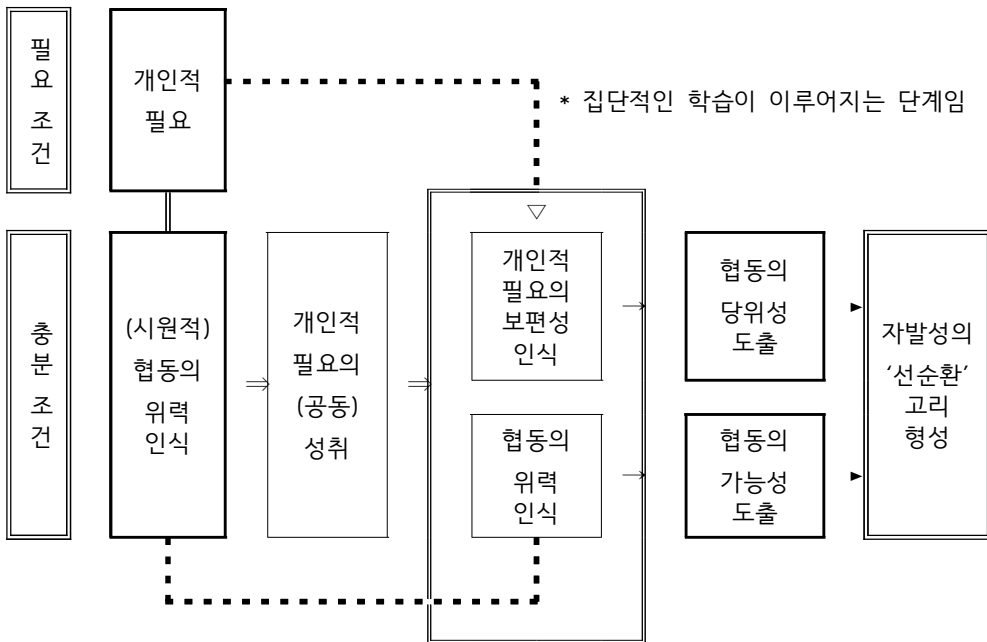 필
요
조
건
개인적
필요
* 집단적인 학습이 이루어지는 단계임
충
분
조
건
(시원적)
협동의
위력
인식
개인적
필요의
(공동)
성취
개인적
필요의
보편성
인식
협동의
위력
인식
협동의
당위성
도출
협동의
가능성
도출
자발성의
‘선순환’
고리
형성